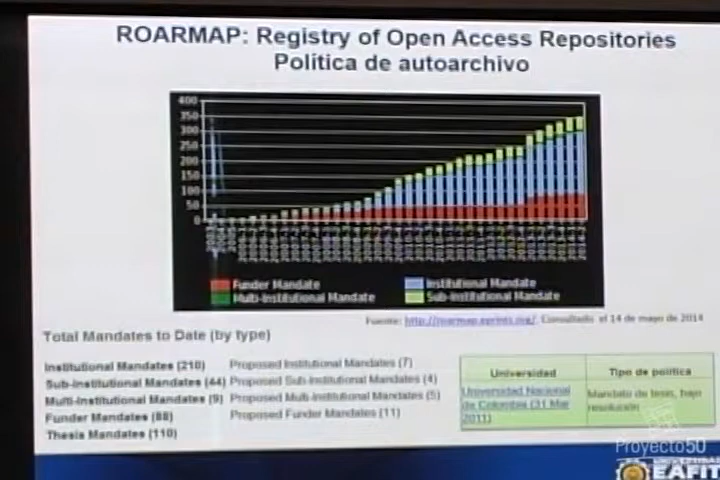 ROARMAP: Registry of Open Access Repositories
Política de autoarchivo
400
350
300
250
200
150
100
50
0
Funder Mandate
Institutional Mandate
Multi-Institutional Mandate
Sub-Institutional Mandate
Fuente: http://roarmap.eprints.org/. Consultado el 14 de mayo de 2014
Total Mandates to Date (by type)
Institutional Mandates (210)
Sub-Institutional Mandates (44)
Multi-Institutional Mandates (9)
Funder Mandates (88)
Thesis Mandates (110)
Proposed Institutional Mandates (7)
Proposed Sub-Institutional Mandates (4)
Proposed Multi-Institutional Mandates (5)
Proposed Funder Mandates (11)
Universidad
Tipo de política
Universidad Nacional
de Colombia (31 Mar
2011)
Mandato de tesis, bajo
resolución
Proyecto50
EAFIT